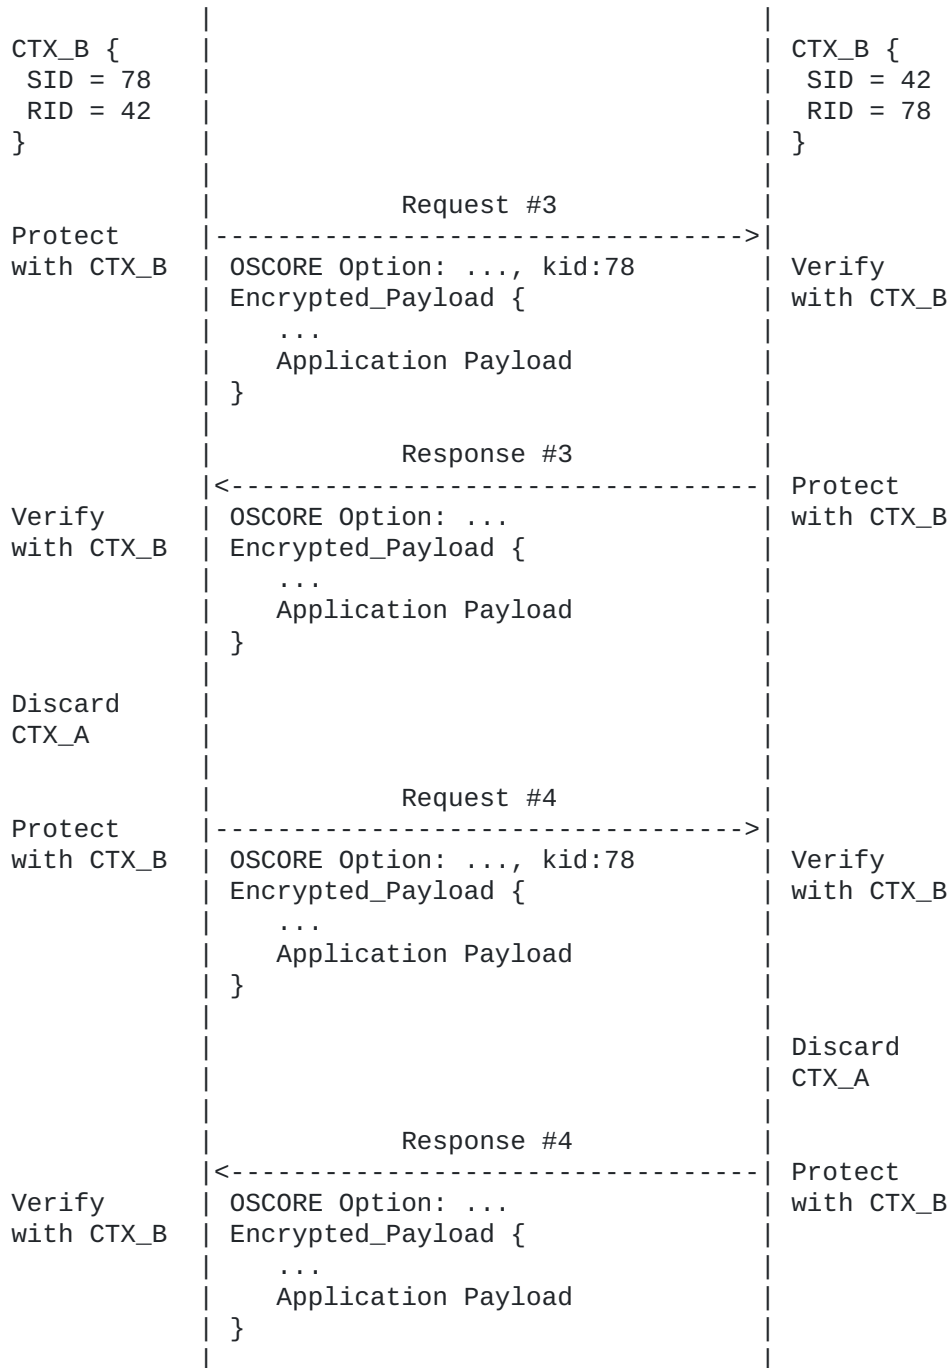 |                                   |
CTX_B {     |                                   | CTX_B {
 SID = 78   |                                   |  SID = 42
 RID = 42   |                                   |  RID = 78
}           |                                   | }
            |                                   |
            |            Request #3             |
Protect     |---------------------------------->|
with CTX_B  | OSCORE Option: ..., kid:78        | Verify
            | Encrypted_Payload {               | with CTX_B
            |    ...                            |
            |    Application Payload            |
            | }                                 |
            |                                   |
            |            Response #3            |
            |<----------------------------------| Protect
Verify      | OSCORE Option: ...                | with CTX_B
with CTX_B  | Encrypted_Payload {               |
            |    ...                            |
            |    Application Payload            |
            | }                                 |
            |                                   |
Discard     |                                   |
CTX_A       |                                   |
            |                                   |
            |            Request #4             |
Protect     |---------------------------------->|
with CTX_B  | OSCORE Option: ..., kid:78        | Verify
            | Encrypted_Payload {               | with CTX_B
            |    ...                            |
            |    Application Payload            |
            | }                                 |
            |                                   |
            |                                   | Discard
            |                                   | CTX_A
            |                                   |
            |            Response #4            |
            |<----------------------------------| Protect
Verify      | OSCORE Option: ...                | with CTX_B
with CTX_B  | Encrypted_Payload {               |
            |    ...                            |
            |    Application Payload            |
            | }                                 |
            |                                   |